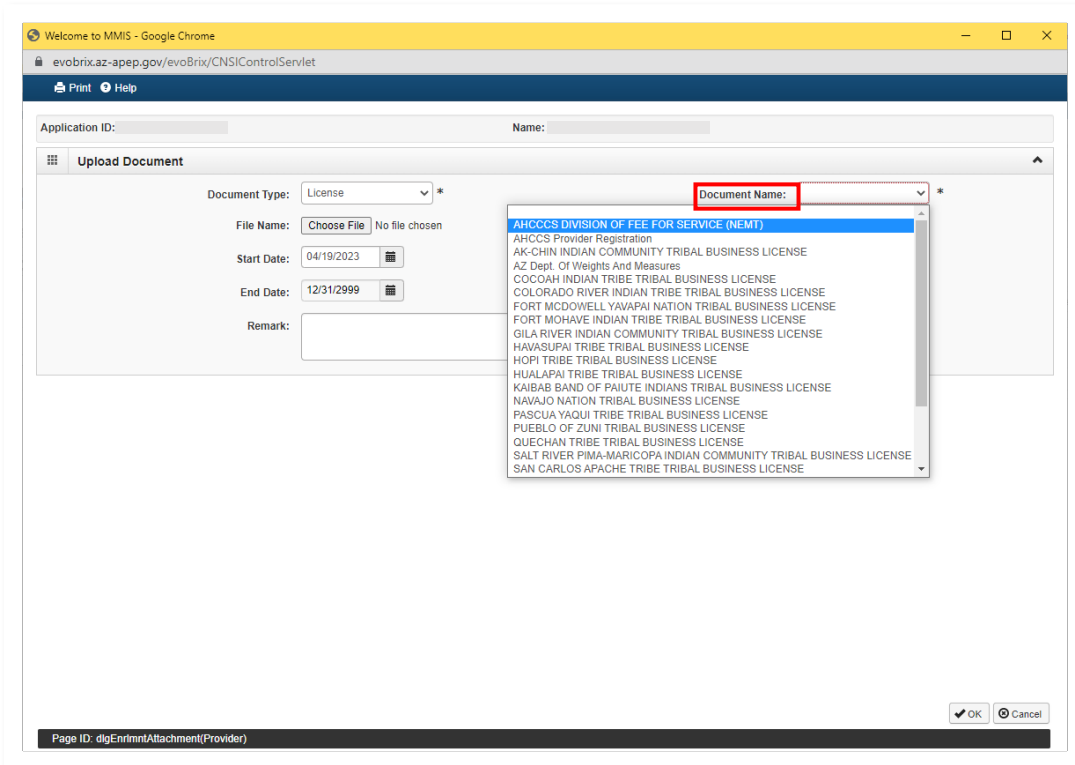 Welcome to MMIS - Google Chrome
evobrix.az-apep.gov/evoBrix/CNSIControlServlet
Print Help
Application ID: Name:
Upload Document
Document Type: License * Document Name: *
File Name: Choose File No file chosen
Start Date: 04/19/2023
End Date: 12/31/2999
Remark:
AHCCCS DIVISION OF FEE FOR SERVICE (NEMT)
AHCCS Provider Registration
AK-CHIN INDIAN COMMUNITY TRIBAL BUSINESS LICENSE
AZ Dept. Of Weights And Measures
COCOAH INDIAN TRIBE TRIBAL BUSINESS LICENSE
COLORADO RIVER INDIAN TRIBE TRIBAL BUSINESS LICENSE
FORT MCDOWELL YAVAPAI NATION TRIBAL BUSINESS LICENSE
FORT MOHAVE INDIAN TRIBE TRIBAL BUSINESS LICENSE
GILA RIVER INDIAN COMMUNITY TRIBAL BUSINESS LICENSE
HAVASUPAI TRIBE TRIBAL BUSINESS LICENSE
HOPI TRIBE TRIBAL BUSINESS LICENSE
HUALAPAI TRIBE TRIBAL BUSINESS LICENSE
KAIBAB BAND OF PAIUTE INDIANS TRIBAL BUSINESS LICENSE
NAVAJO NATION TRIBAL BUSINESS LICENSE
PASCUA YAQUI TRIBE TRIBAL BUSINESS LICENSE
PUEBLO OF ZUNI TRIBAL BUSINESS LICENSE
QUECHAN TRIBE TRIBAL BUSINESS LICENSE
SALT RIVER PIMA-MARICOPA INDIAN COMMUNITY TRIBAL BUSINESS LICENSE
SAN CARLOS APACHE TRIBE TRIBAL BUSINESS LICENSE
OK Cancel
Page ID: dlgEnrlmntAttachment(Provider)